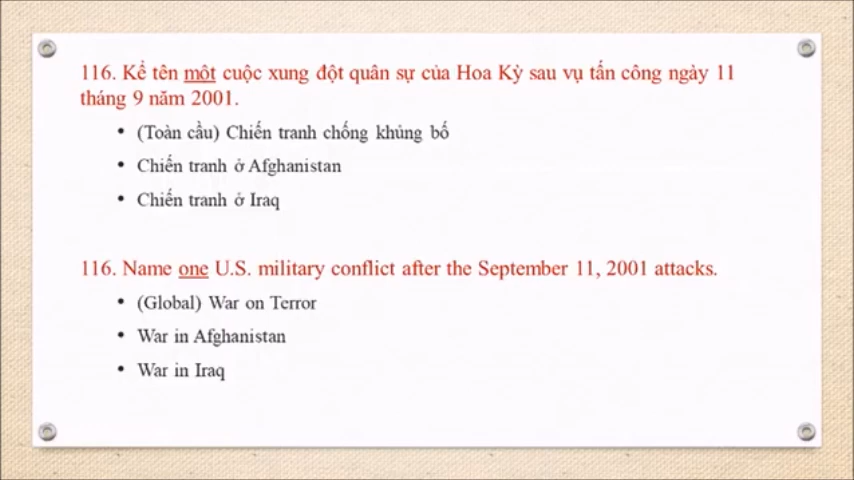 116. Kể tên một cuộc xung đột quân sự của Hoa Kỳ sau vụ tấn công ngày 11
tháng 9 năm 2001.
• (Toàn cầu) Chiến tranh chống khủng bố
• Chiến tranh ở Afghanistan
• Chiến tranh ở Iraq
116. Name one U.S. military conflict after the September 11, 2001 attacks.
• (Global) War on Terror
• War in Afghanistan
• War in Iraq